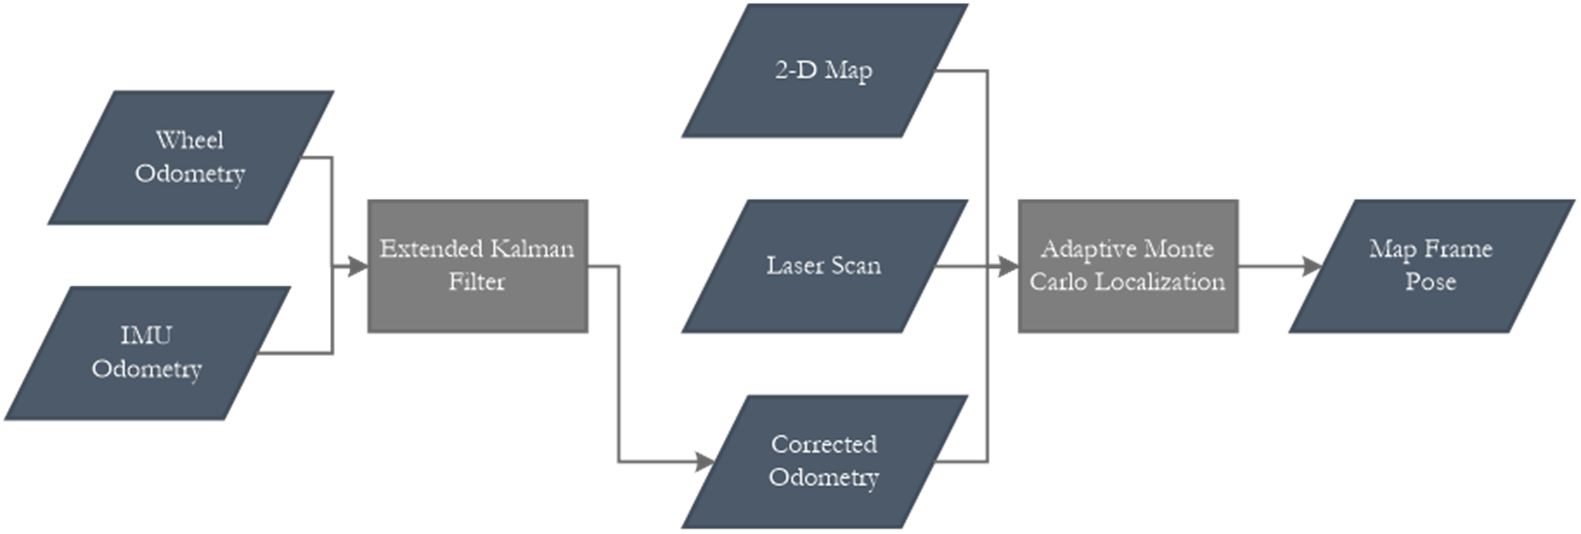 Wheel
Odometry
IMU
Odometry
Extended Kalman
Filter
2-D Map
Laser Scan
Corrected
Odometry
Adaptive Monte
Carlo Localization
Map Frame
Pose